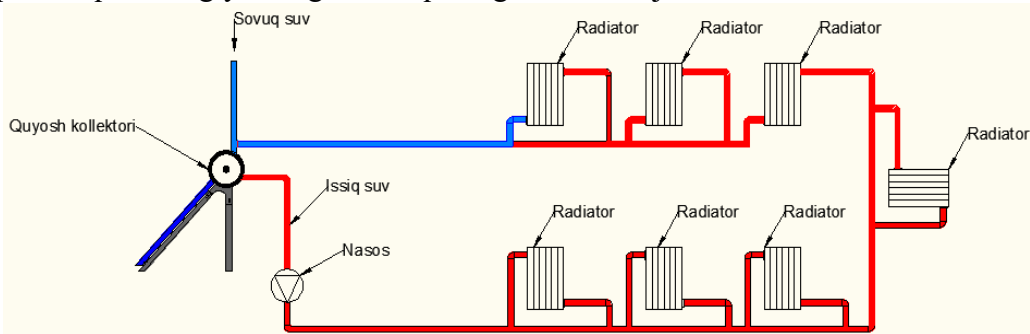 Sovuq suv
Radiator
Radiator
Radiator
Quyosh kollektori
Radiator
Issiq suv
Radiator
Radiator
Radiator
Nasos